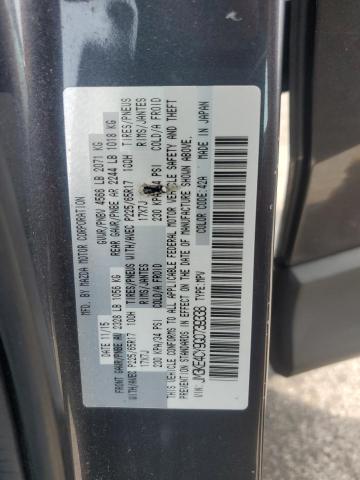 MFD. BY MAZDA MOTOR CORPORATION
DATE 11/15 GVWR/PNBV 4566 LB 2071 KG
FRONT GAWR/PNBE AV 2328 LB 1056 KG REAR GAWR/PNBE AR 2244 LB 1018 KG
WITH/AVEC P225/65R17 100H TIRES/PNEUS WITH/AVEC P225/65R17 100H TIRES/PNEUS
17X7J RIMS/JANTES 17X7J RIMS/JANTES
230 KPA/34 PSI COLD/A FROID 230 KPA/34 PSI COLD/A FROID
THIS VEHICLE CONFORMS TO ALL APPLICABLE FEDERAL MOTOR VEHICLE SAFETY AND THEFT
PREVENTION STANDARDS IN EFFECT ON THE DATE OF MANUFACTURE SHOWN ABOVE.
MADE IN JAPAN
VIN: TYPE: MPV COLOR CODE: 42A